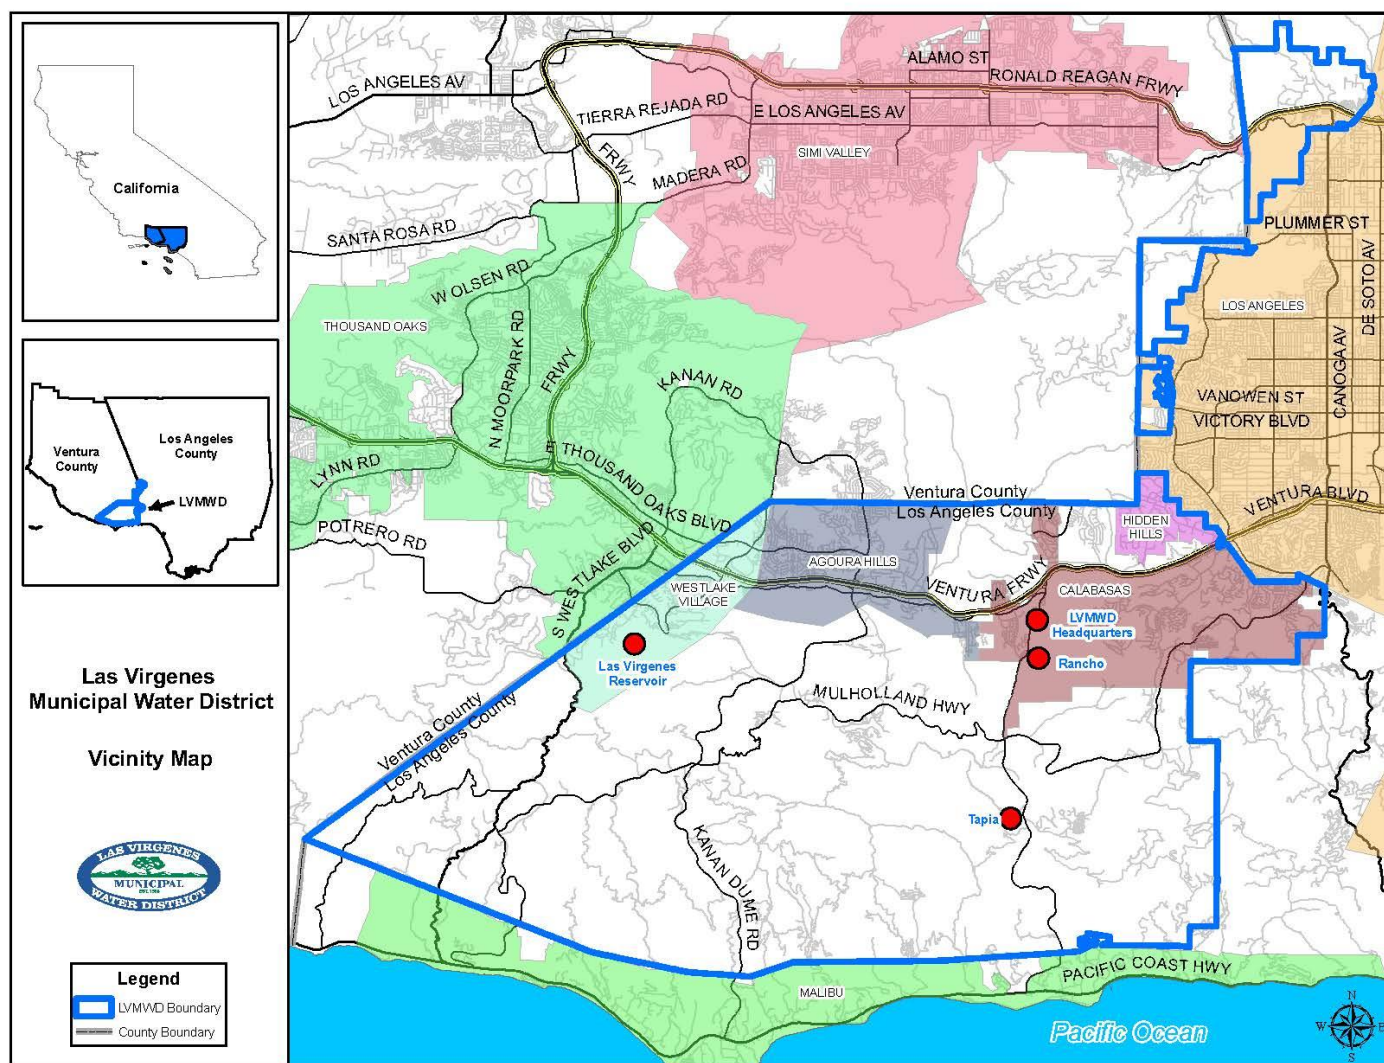 California
Ventura
County
Los Angeles
County
LVMWD
Las Virgenes
Municipal Water District
Vicinity Map
LAS VIRGENES
MUNICIPAL
WATER DISTRICT
Legend
LVMWD Boundary
County Boundary
LOS ANGELES AV
ALAMO ST
RONALD REAGAN FRWY
TIERRA REJADA RD
E LOS ANGELES AV
FRWY
SIMI VALLEY
MADERA RD
SANTA ROSA RD
PLUMMER ST
W OLSEN RD
THOUSAND OAKS
N MOORPARK RD
FRWY
KANAN RD
LOS ANGELES
DE SOTO AV
CANOGA AV
VANOWEN ST
VICTORY BLVD
LYNN RD
E THOUSAND OAKS BLVD
VENTURA BLVD
Ventura County
Los Angeles County
POTRERO RD
HIDDEN
HILLS
S WESTLAKE BLVD
AGOURA HILLS
WESTLAKE
VILLAGE
VENTURA FRWY
CALABASAS
LVMWD
Headquarters
Las Virgenes
Reservoir
Rancho
MULHOLLAND HWY
Ventura County
Los Angeles County
Tapia
KANAN DUME RD
PACIFIC COAST HWY
MALIBU
Pacific Ocean
N
W
E
S